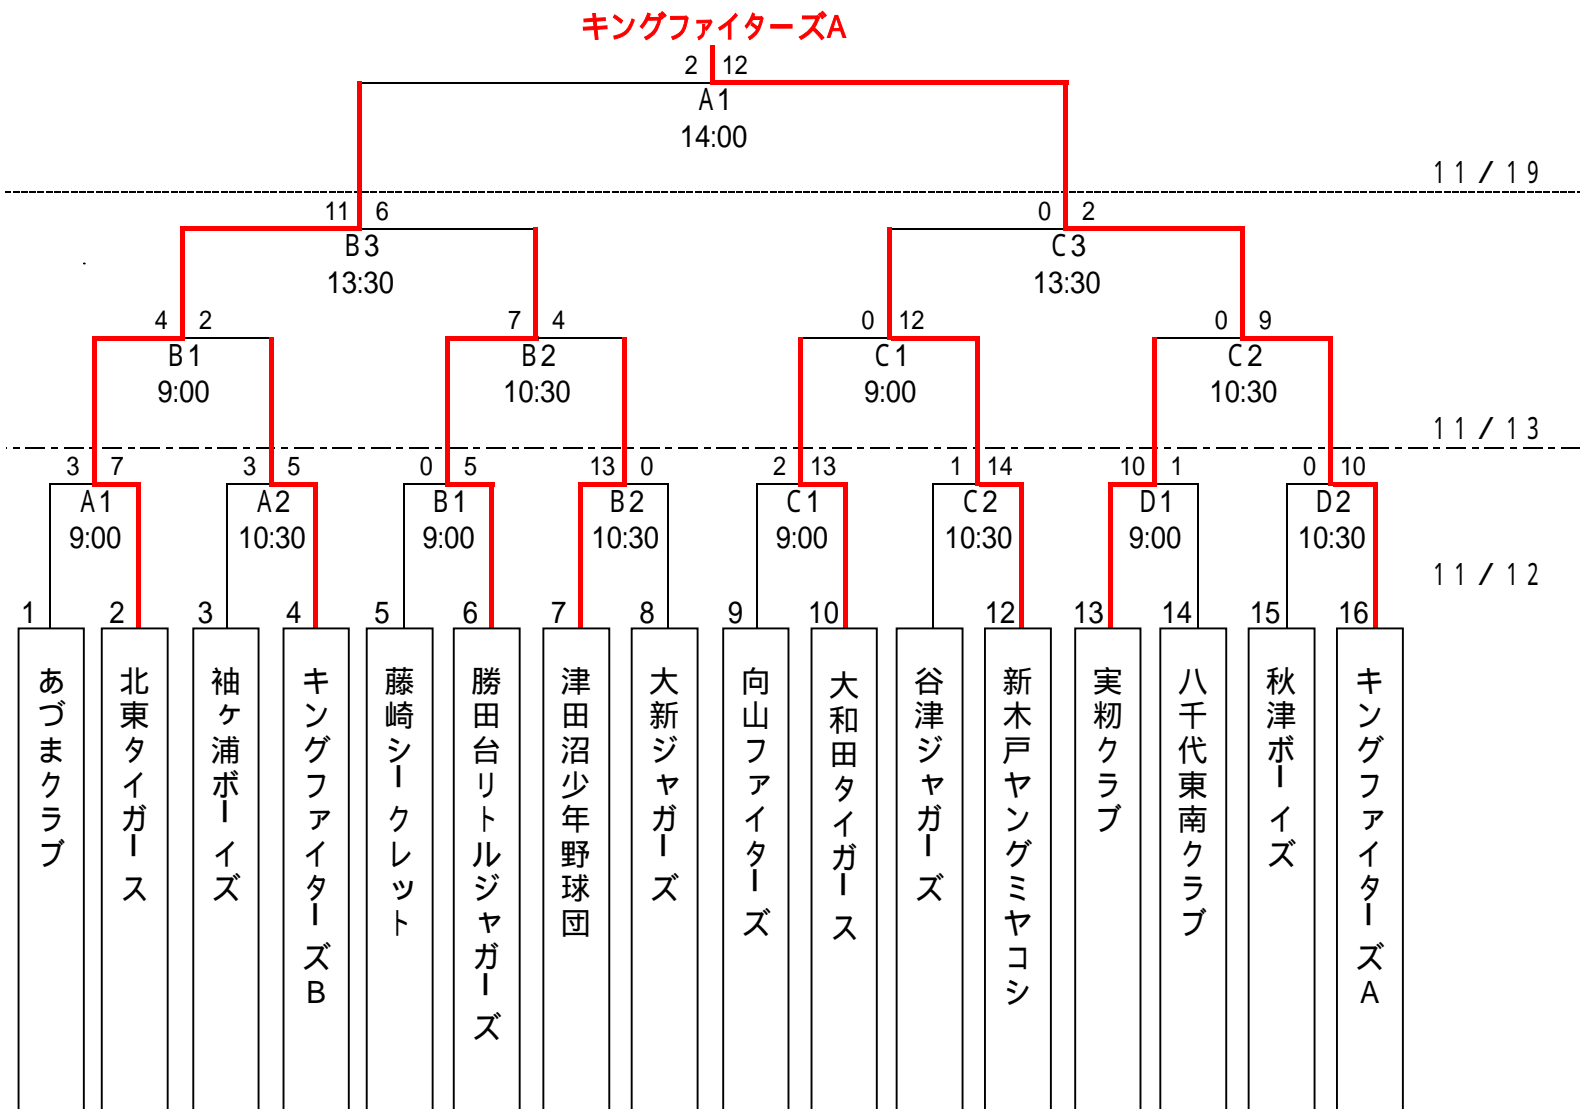 キングファイターズA
2 12
A1
14:00
11/19
11 6
B3
13:30
0 2
C3
13:30
4 2
B1
9:00
7 4
B2
10:30
0 12
C1
9:00
0 9
C2
10:30
11/13
3 7
A1
9:00
3 5
A2
10:30
0 5
B1
9:00
13 0
B2
10:30
2 13
C1
9:00
1 14
C2
10:30
10 1
D1
9:00
0 10
D2
10:30
11/12
1 2 3 4 5 6 7 8 9 10 12 13 14 15 16
あづまクラブ
北東タイガース
袖ヶ浦ボーイズ
キングファイターズB
藤崎シークレット
勝田台リトルジャガーズ
津田沼少年野球団
大新ジャガーズ
向山ファイターズ
大和田タイガース
谷津ジャガーズ
新木戸ヤングミヤコシ
実籾クラブ
八千代東南クラブ
秋津ボーイズ
キングファイターズA